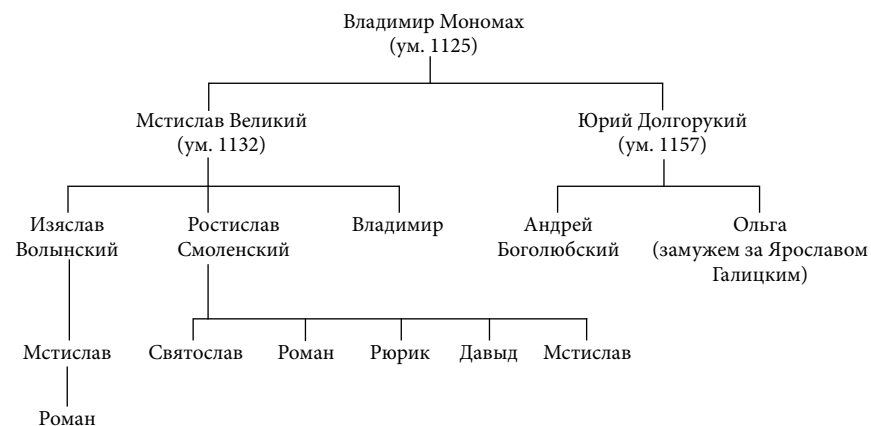 Владимир Мономах
(ум. 1125)
Мстислав Великий
(ум. 1132)
Юрий Долгорукий
(ум. 1157)
Изяслав
Волынский
Ростислав
Смоленский
Владимир
Андрей
Боголюбский
Ольга
(замужем за Ярославом
Галицким)
Мстислав
Святослав
Роман
Рюрик
Давыд
Мстислав
Роман